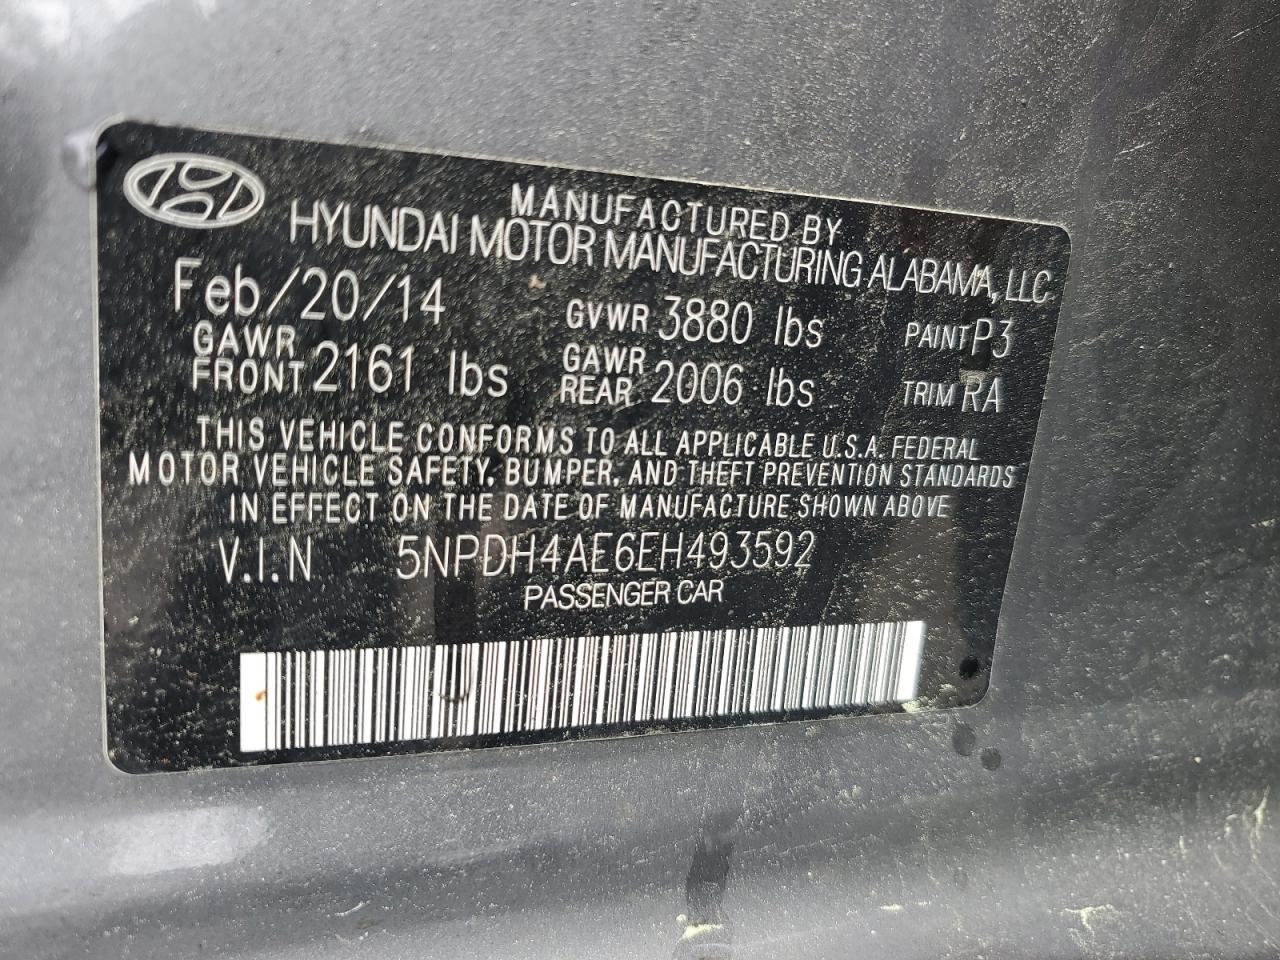 MANUFACTURED BY
HYUNDAI MOTOR MANUFACTURING ALABAMA, LLC
Feb/20/14 GVWR 3880 lbs PAINT P3
GAWR FRONT 2161 lbs GAWR REAR 2006 lbs TRIM RA
THIS VEHICLE CONFORMS TO ALL APPLICABLE U.S.A. FEDERAL
MOTOR VEHICLE SAFETY, BUMPER, AND THEFT PREVENTION STANDARDS
IN EFFECT ON THE DATE OF MANUFACTURE SHOWN ABOVE
V.I.N 5NPDH4AE6EH493592
PASSENGER CAR